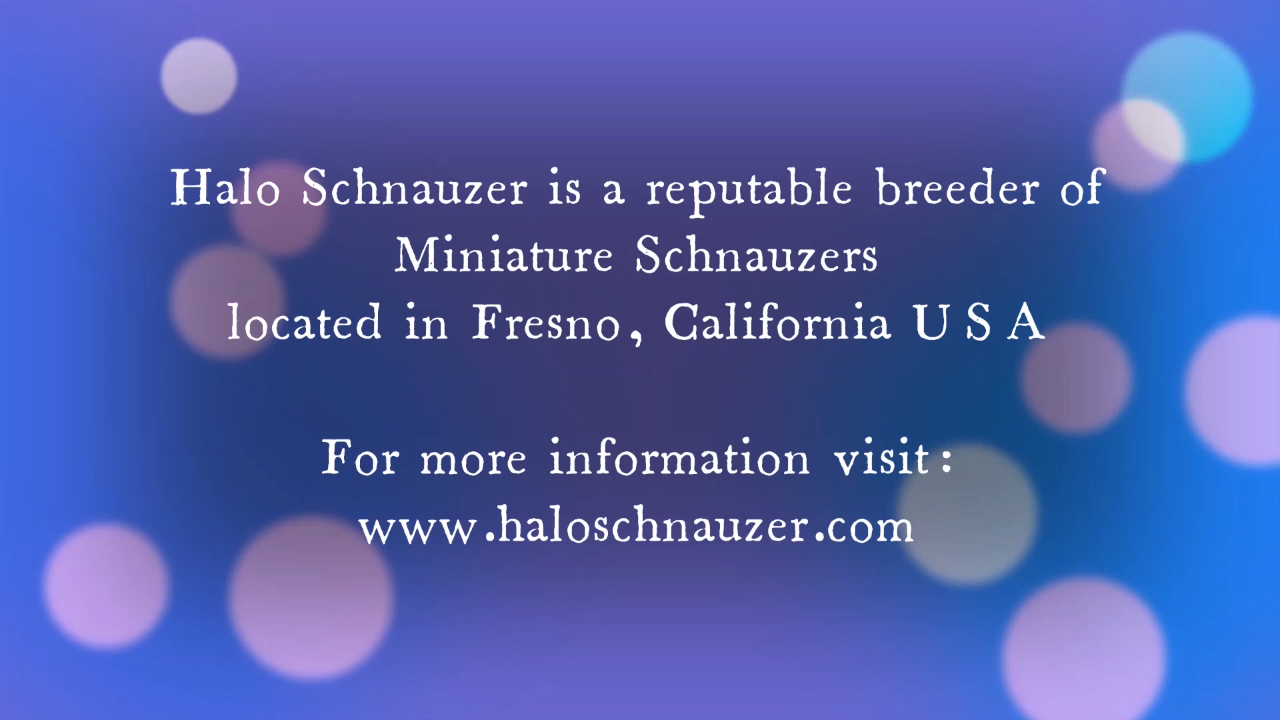 Halo Schnauzer is a reputable breeder of
Miniature Schnauzers
located in Fresno, California U S A
For more information visit:
www.haloschnauzer.com